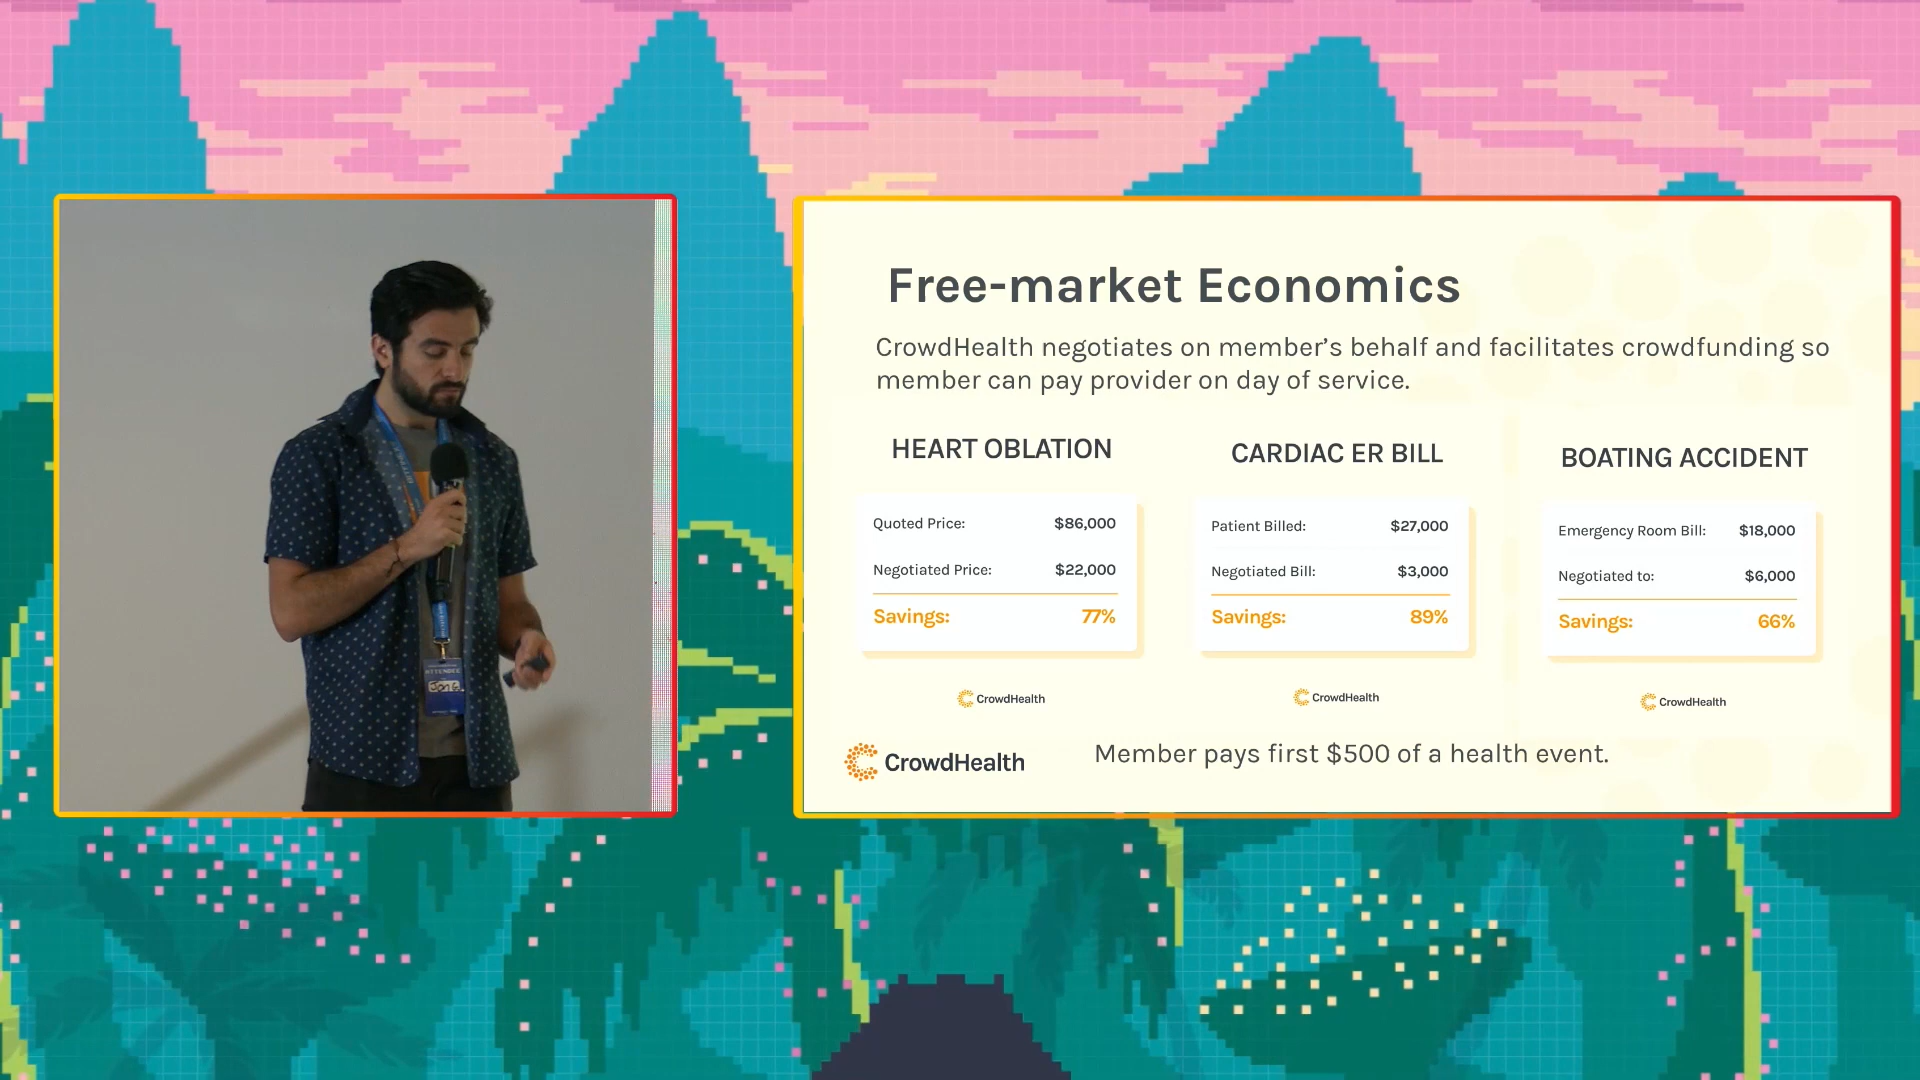 Free-market Economics
CrowdHealth negotiates on member’s behalf and facilitates crowdfunding so
member can pay provider on day of service.
HEART OBLATION
Quoted Price: $86,000
Negotiated Price: $22,000
Savings: 77%
CrowdHealth
CARDIAC ER BILL
Patient Billed: $27,000
Negotiated Bill: $3,000
Savings: 89%
CrowdHealth
BOATING ACCIDENT
Emergency Room Bill: $18,000
Negotiated to: $6,000
Savings: 66%
CrowdHealth
CrowdHealth
Member pays first $500 of a health event.
ATTENDEE
Jon G.